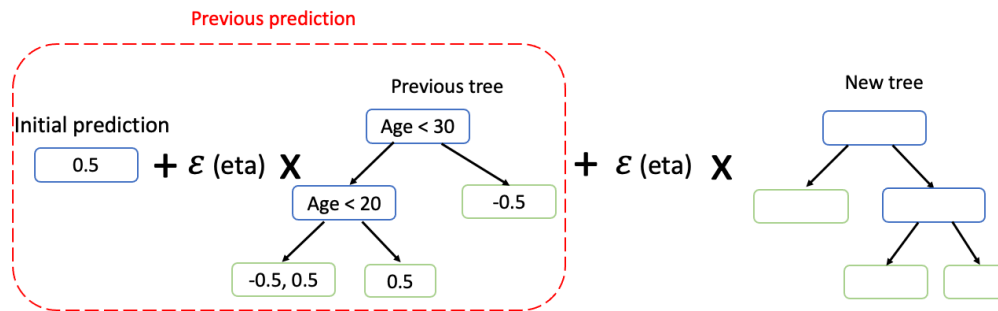 Previous prediction
Previous tree
New tree
Initial prediction
Age < 30
0.5
+ ε (eta) X
+ ε (eta) X
Age < 20
-0.5
-0.5, 0.5
0.5